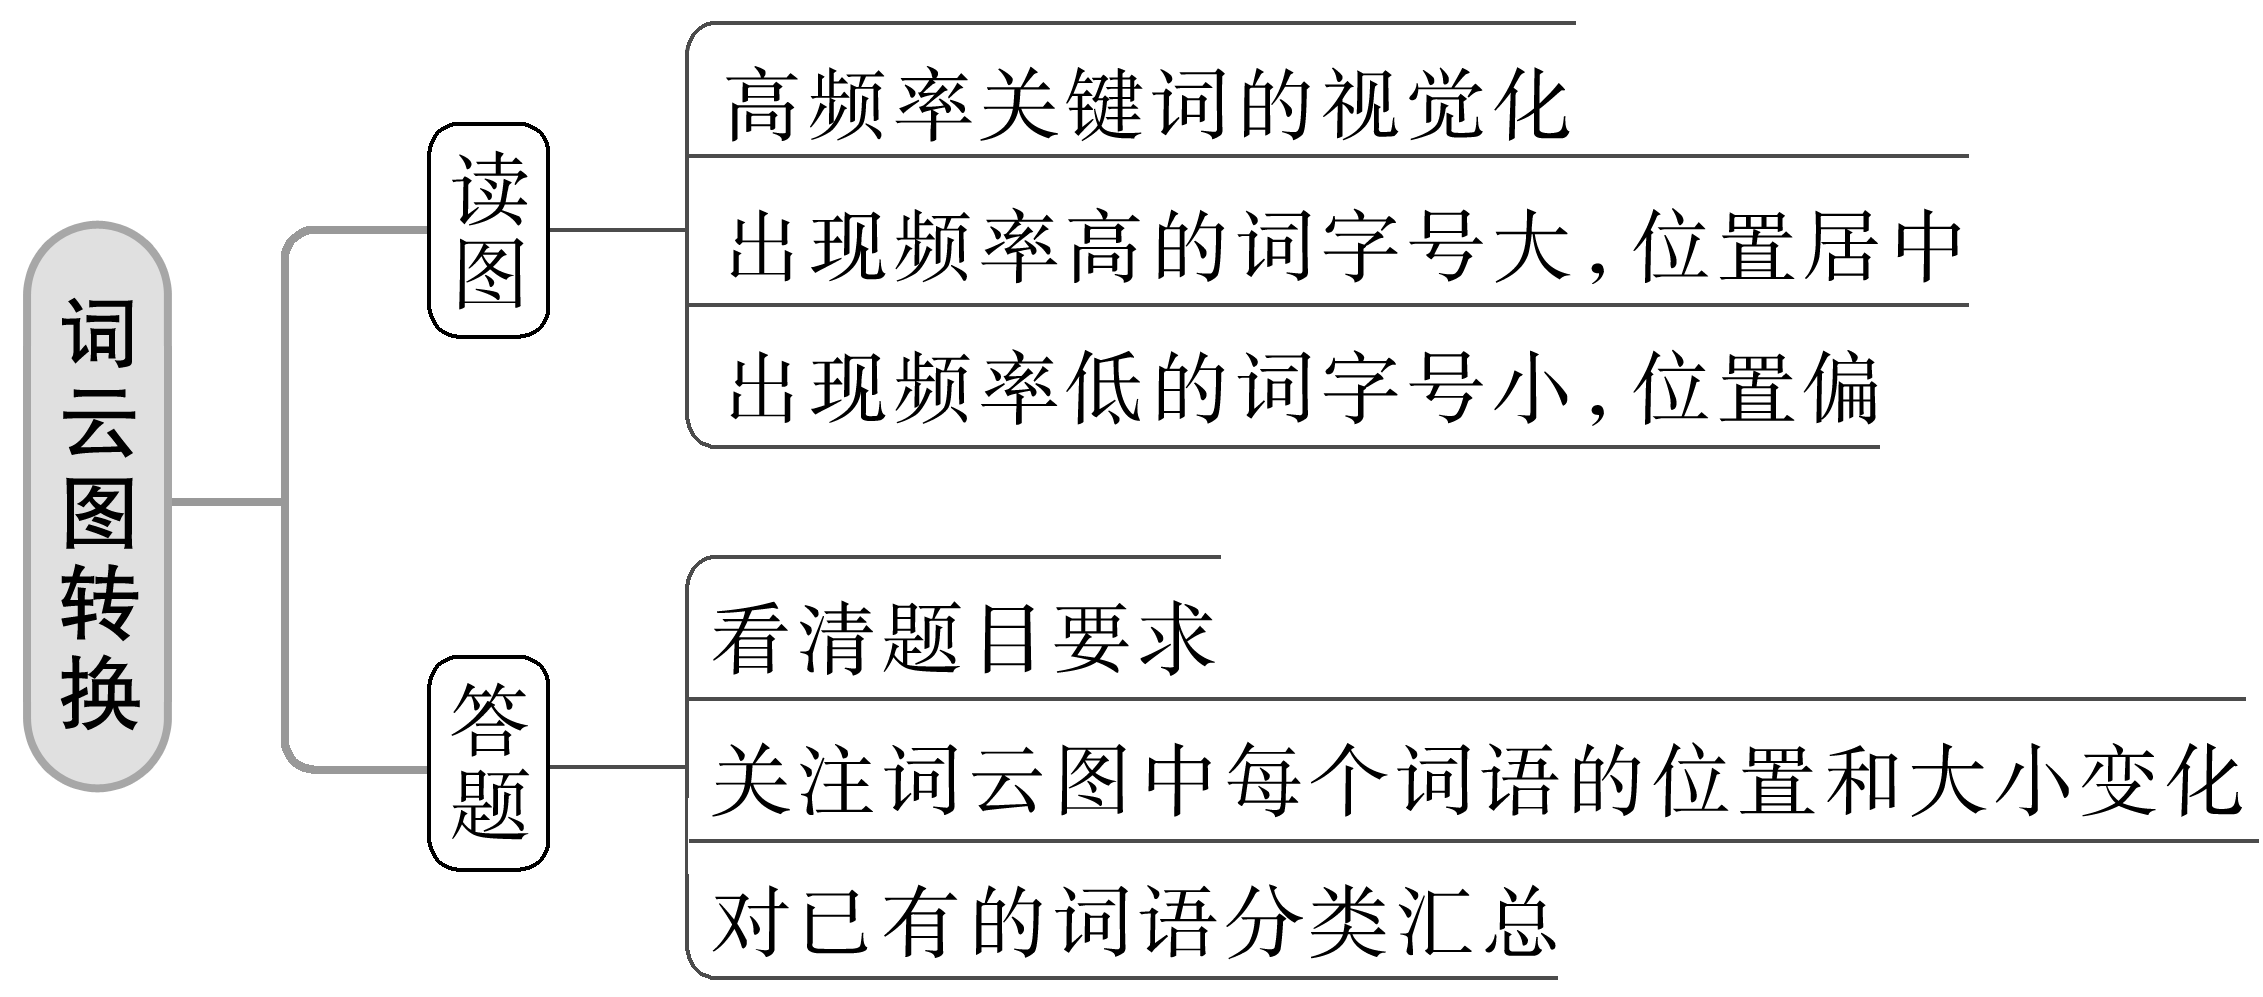 词云图转换
读图
高频率关键词的视觉化
出现频率高的词字号大,位置居中
出现频率低的词字号小,位置偏
答题
看清题目要求
关注词云图中每个词语的位置和大小变化
对已有的词语分类汇总